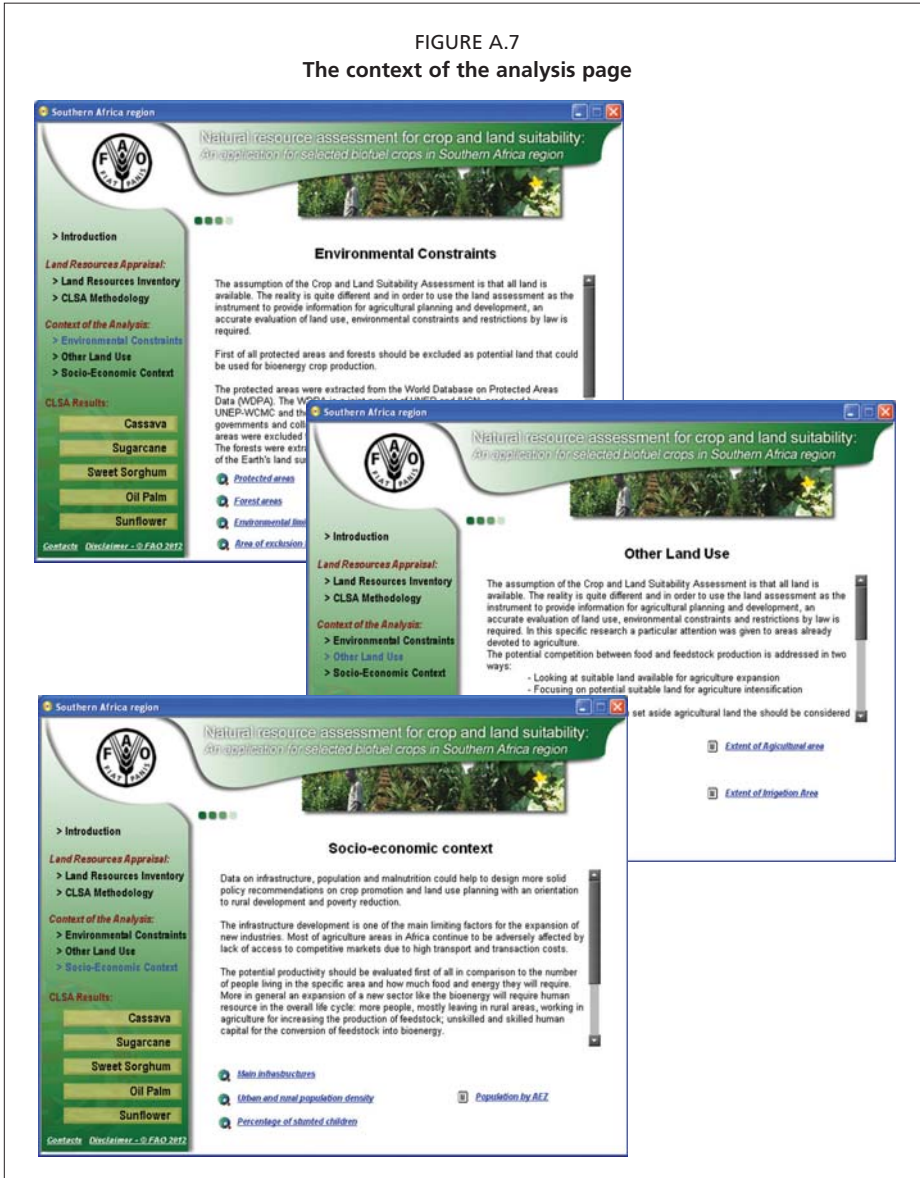 FIGURE A.7
The context of the analysis page
Southern Africa region
Natural resource assessment for crop and land suitability:
An application for selected biofuel crops in Southern Africa region
F A O
FIAT PANIS
> Introduction
Land Resources Appraisal:
> Land Resources Inventory
> CLSA Methodology
Context of the Analysis:
> Environmental Constraints
> Other Land Use
> Socio-Economic Context
CLSA Results:
Cassava
Sugarcane
Sweet Sorghum
Oil Palm
Sunflower
Contacts Disclaimer - © FAO 2012
Environmental Constraints
The assumption of the Crop and Land Suitability Assessment is that all land is
available. The reality is quite different and in order to use the land assessment as the
instrument to provide information for agricultural planning and development, an
accurate evaluation of land use, environmental constraints and restrictions by law is
required.
First of all protected areas and forests should be excluded as potential land that could
be used for bioenergy crop production.
The protected areas were extracted from the World Database on Protected Areas
Data (WDPA). The WDPA is a joint project of UNEP and IUCN, produced by
UNEP-WCMC and the
governments and coll
areas were excluded
The forests were extr
of the Earth's land su
Protected areas
Forest areas
Environmental limi
Area of exclusion
Southern Africa region
Natural resource assessment for crop and land suitability:
An application for selected biofuel crops in Southern Africa region
F A O
FIAT PANIS
> Introduction
Land Resources Appraisal:
> Land Resources Inventory
> CLSA Methodology
Context of the Analysis:
> Environmental Constraints
> Other Land Use
> Socio-Economic Context
Other Land Use
The assumption of the Crop and Land Suitability Assessment is that all land is
available. The reality is quite different and in order to use the land assessment as the
instrument to provide information for agricultural planning and development, an
accurate evaluation of land use, environmental constraints and restrictions by law is
required. In this specific research a particular attention was given to areas already
devoted to agriculture.
The potential competition between food and feedstock production is addressed in two
ways:
- Looking at suitable land available for agriculture expansion
- Focusing on potential suitable land for agriculture intensification
set aside agricultural land the should be considered
Extent of Agicultural area
Extent of Irrigation Area
Southern Africa region
Natural resource assessment for crop and land suitability:
An application for selected biofuel crops in Southern Africa region
F A O
FIAT PANIS
> Introduction
Land Resources Appraisal:
> Land Resources Inventory
> CLSA Methodology
Context of the Analysis:
> Environmental Constraints
> Other Land Use
> Socio-Economic Context
CLSA Results:
Cassava
Sugarcane
Sweet Sorghum
Oil Palm
Sunflower
Contacts Disclaimer - © FAO 2012
Socio-economic context
Data on infrastructure, population and malnutrition could help to design more solid
policy recommendations on crop promotion and land use planning with an orientation
to rural development and poverty reduction.
The infrastructure development is one of the main limiting factors for the expansion of
new industries. Most of agriculture areas in Africa continue to be adversely affected by
lack of access to competitive markets due to high transport and transaction costs.
The potential productivity should be evaluated first of all in comparison to the number
of people living in the specific area and how much food and energy they will require.
More in general an expansion of a new sector like the bioenergy will require human
resource in the overall life cycle: more people, mostly leaving in rural areas, working in
agriculture for increasing the production of feedstock; unskilled and skilled human
capital for the conversion of feedstock into bioenergy.
Main infrastructures
Urban and rural population density
Population by AEZ
Percentage of stunted children